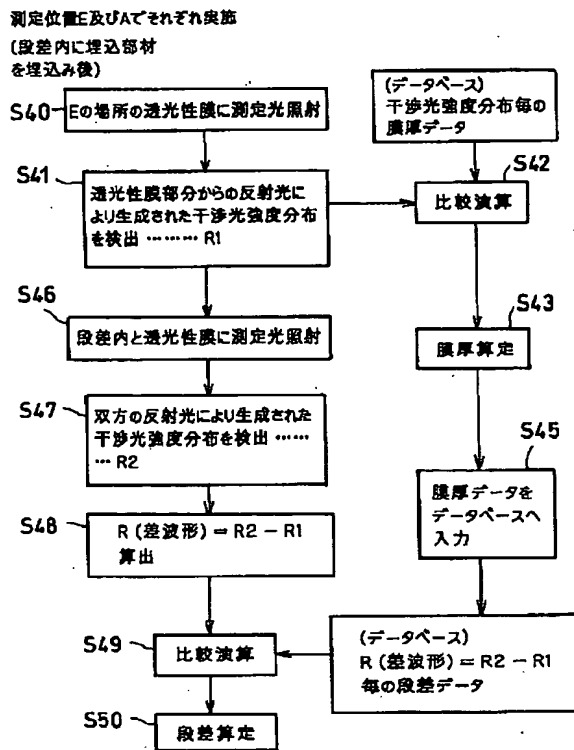 測定位置E及びAでそれぞれ実施
(段差内に埋込部材
を埋込み後)
S40
Eの場所の透光性膜に測定光照射
(データベース)
干渉光強度分布毎の
膜厚データ
S41
透光性膜部分からの反射光に
より生成された干渉光強度分布
を検出 ……… R1
S42
比較演算
S46
段差内と透光性膜に測定光照射
S43
膜厚算定
S47
双方の反射光により生成された
干渉光強度分布を検出 ……
… R2
S45
膜厚データを
データベースへ
入力
S48
R (差波形) = R2 − R1
算出
S49
比較演算
(データベース)
R (差波形) = R2 − R1
毎の段差データ
S50
段差算定